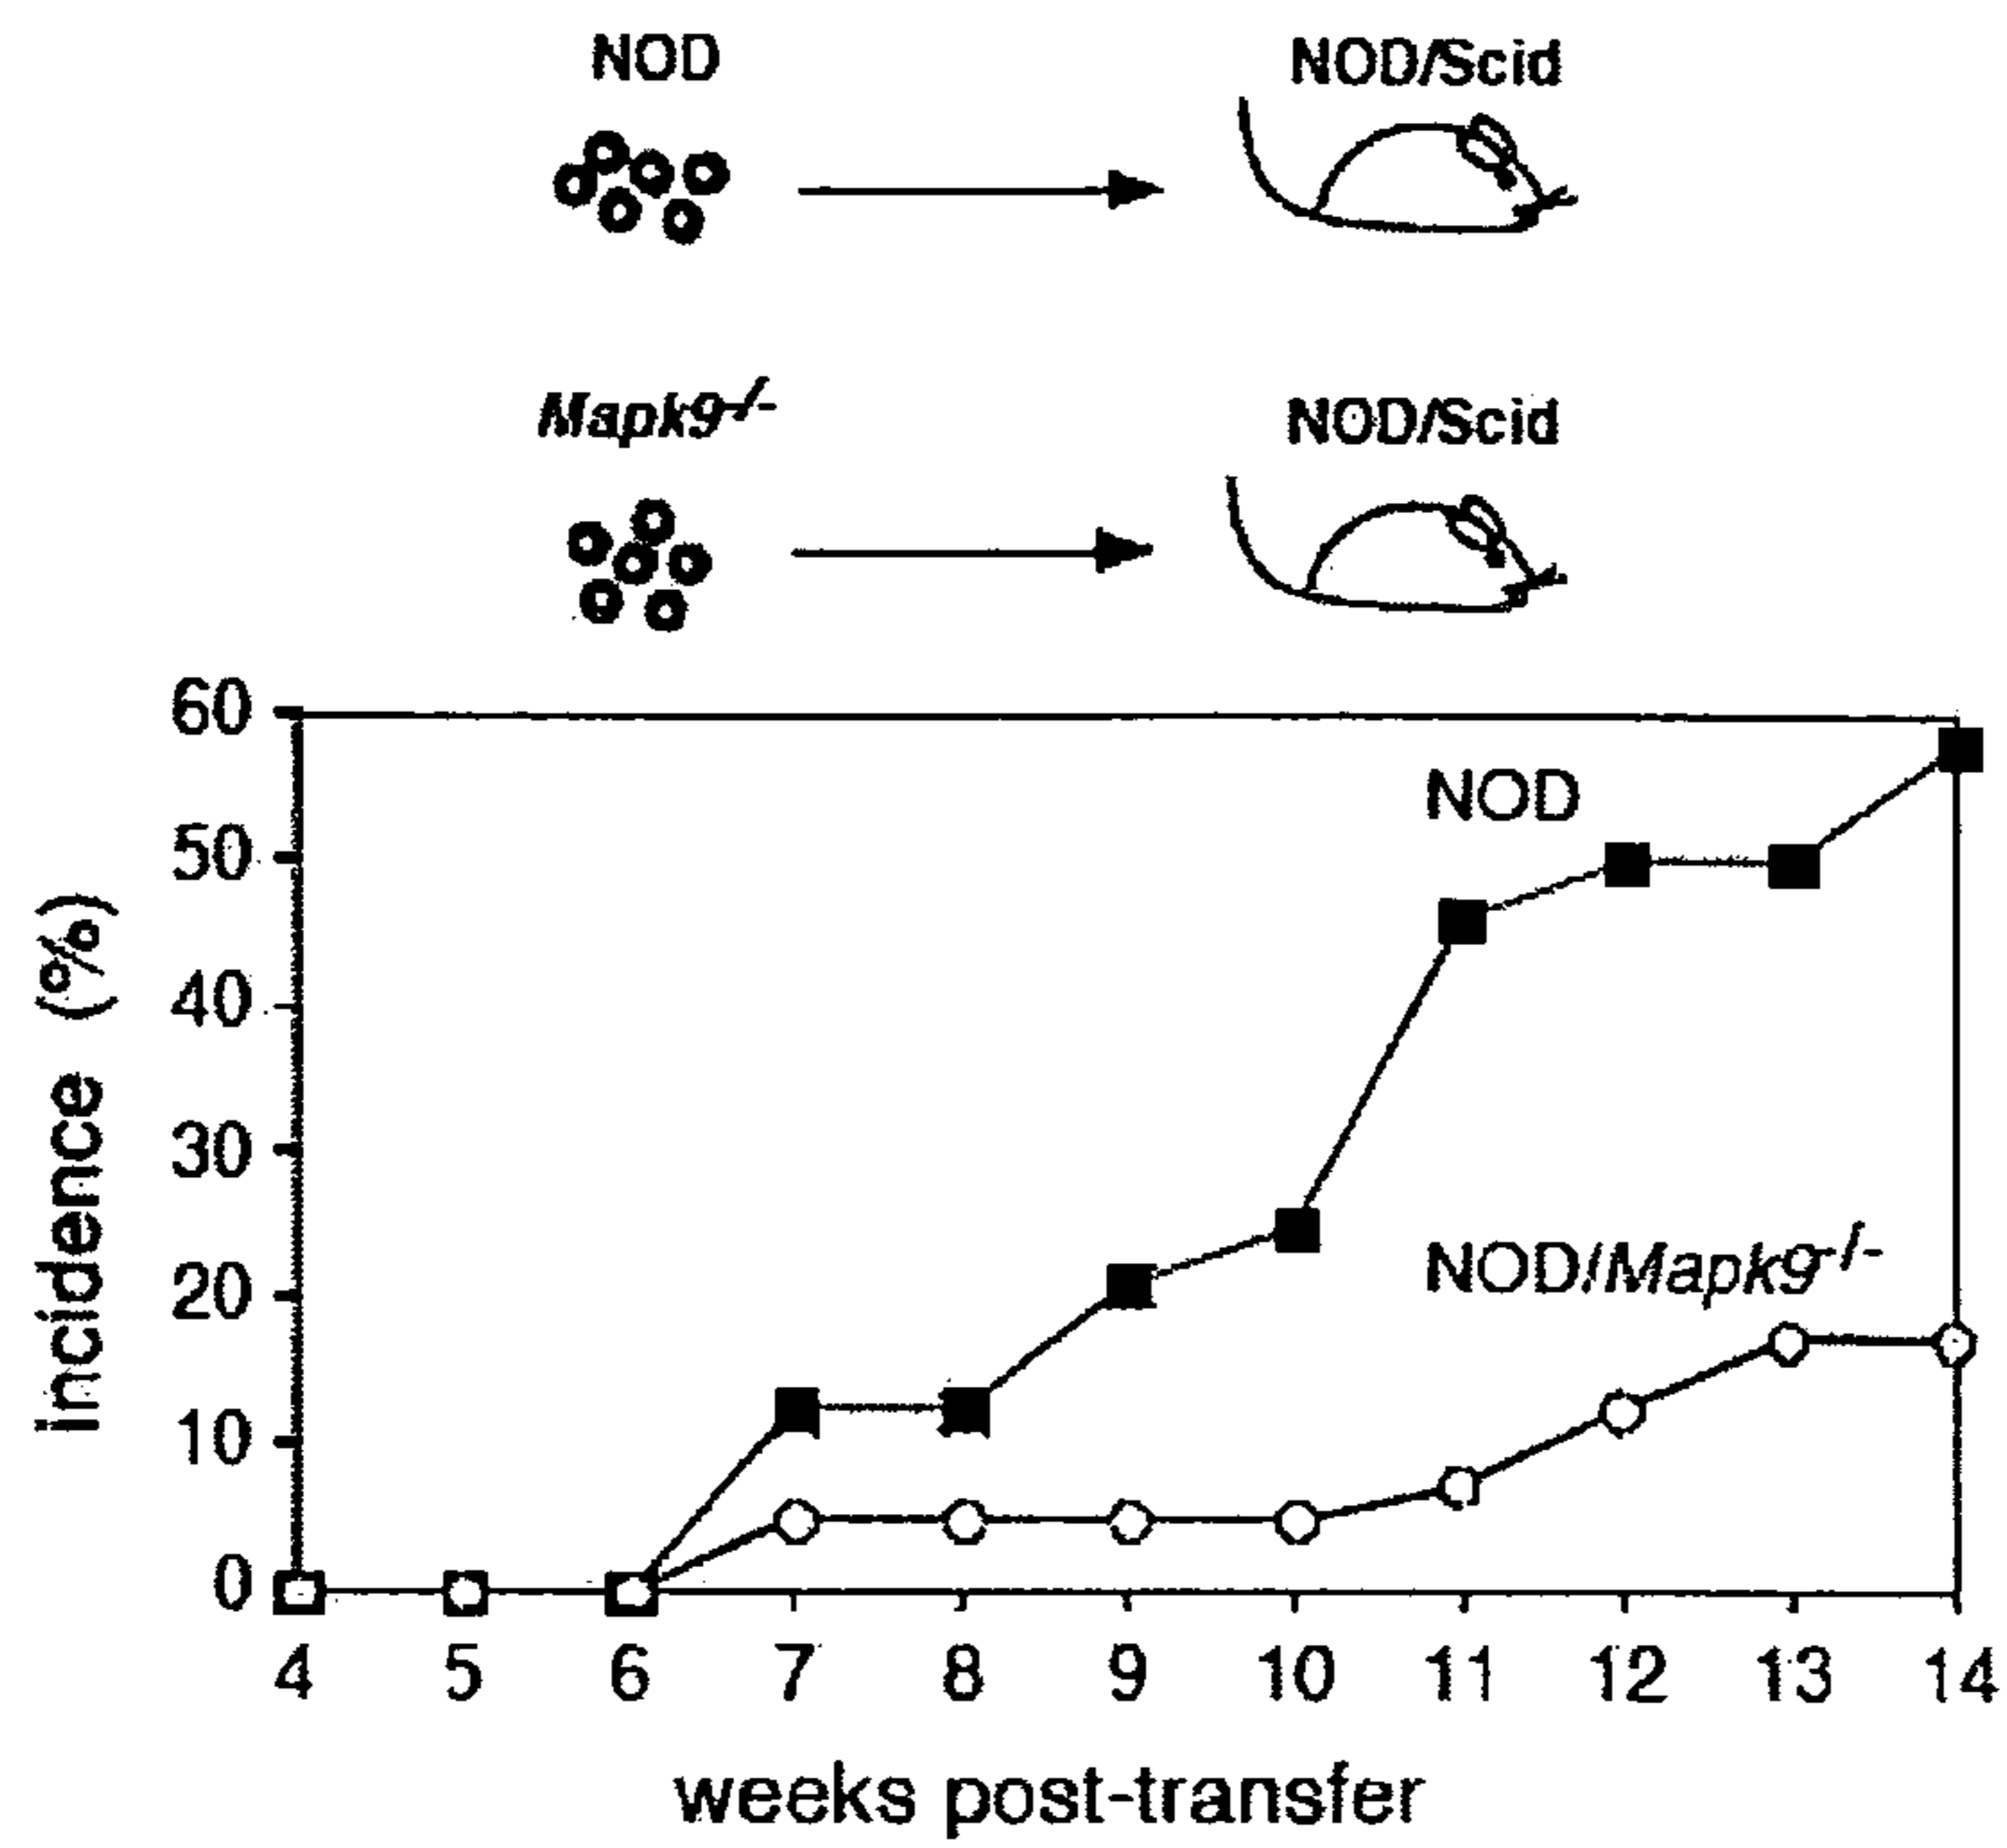 NOD
NOD/Scid
Mapk9-/-
NOD/Scid
60
50
40
30
20
10
0
incidence (%)
NOD
NOD/Mapk9-/-
4 5 6 7 8 9 10 11 12 13 14
weeks post-transfer